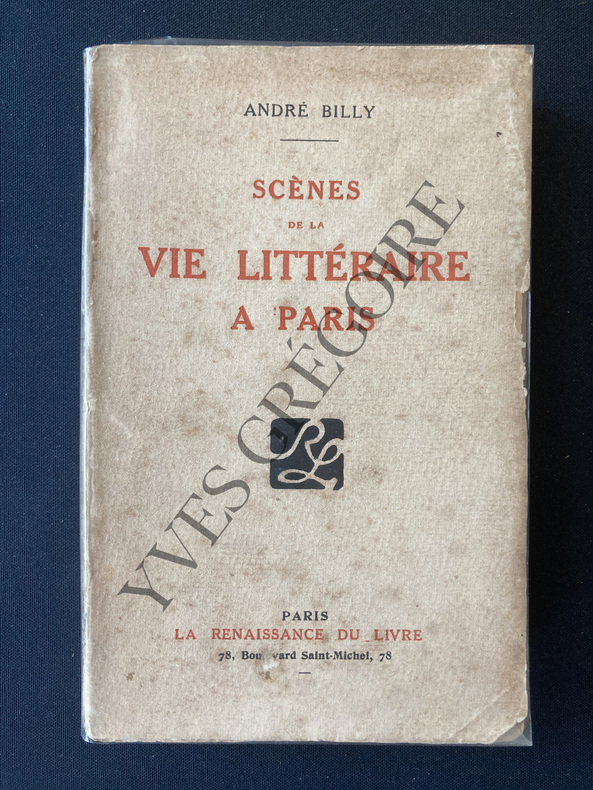 ANDRÉ BILLY
SCÈNES
DE LA
VIE LITTÉRAIRE
A PARIS
YVES GRÉGOIRE
PARIS
LA RENAISSANCE DU LIVRE
78, Boulevard Saint-Michel, 78